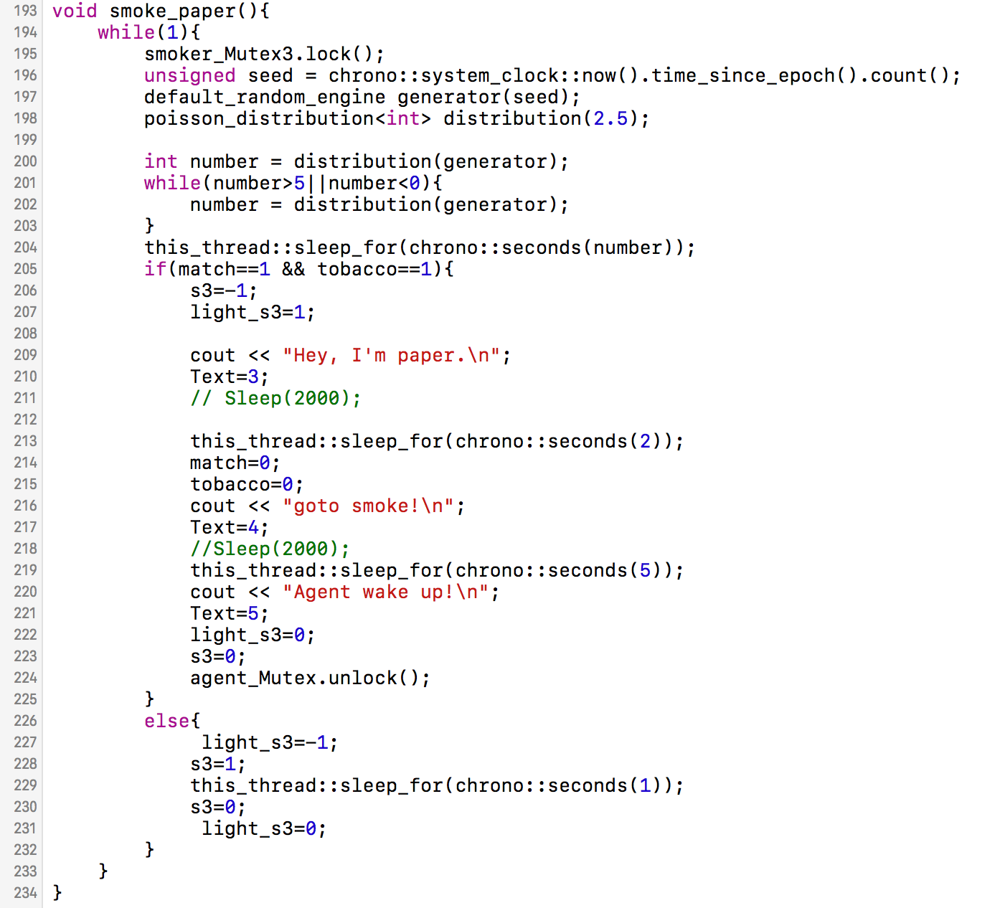 193 void smoke_paper(){
194     while(1){
195         smoker_Mutex3.lock();
196         unsigned seed = chrono::system_clock::now().time_since_epoch().count();
197         default_random_engine generator(seed);
198         poisson_distribution<int> distribution(2.5);
199
200         int number = distribution(generator);
201         while(number>5||number<0){
202             number = distribution(generator);
203         }
204         this_thread::sleep_for(chrono::seconds(number));
205         if(match==1 && tobacco==1){
206             s3=-1;
207             light_s3=1;
208
209             cout << "Hey, I'm paper.\n";
210             Text=3;
211             // Sleep(2000);
212
213             this_thread::sleep_for(chrono::seconds(2));
214             match=0;
215             tobacco=0;
216             cout << "goto smoke!\n";
217             Text=4;
218             //Sleep(2000);
219             this_thread::sleep_for(chrono::seconds(5));
220             cout << "Agent wake up!\n";
221             Text=5;
222             light_s3=0;
223             s3=0;
224             agent_Mutex.unlock();
225         }
226         else{
227              light_s3=-1;
228             s3=1;
229             this_thread::sleep_for(chrono::seconds(1));
230             s3=0;
231              light_s3=0;
232         }
233     }
234 }